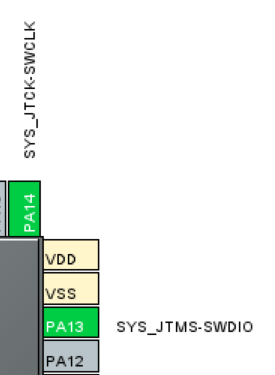 SYS_JTCK-SWCLK
PA14
VDD
VSS
PA13 SYS_JTMS-SWDIO
PA12